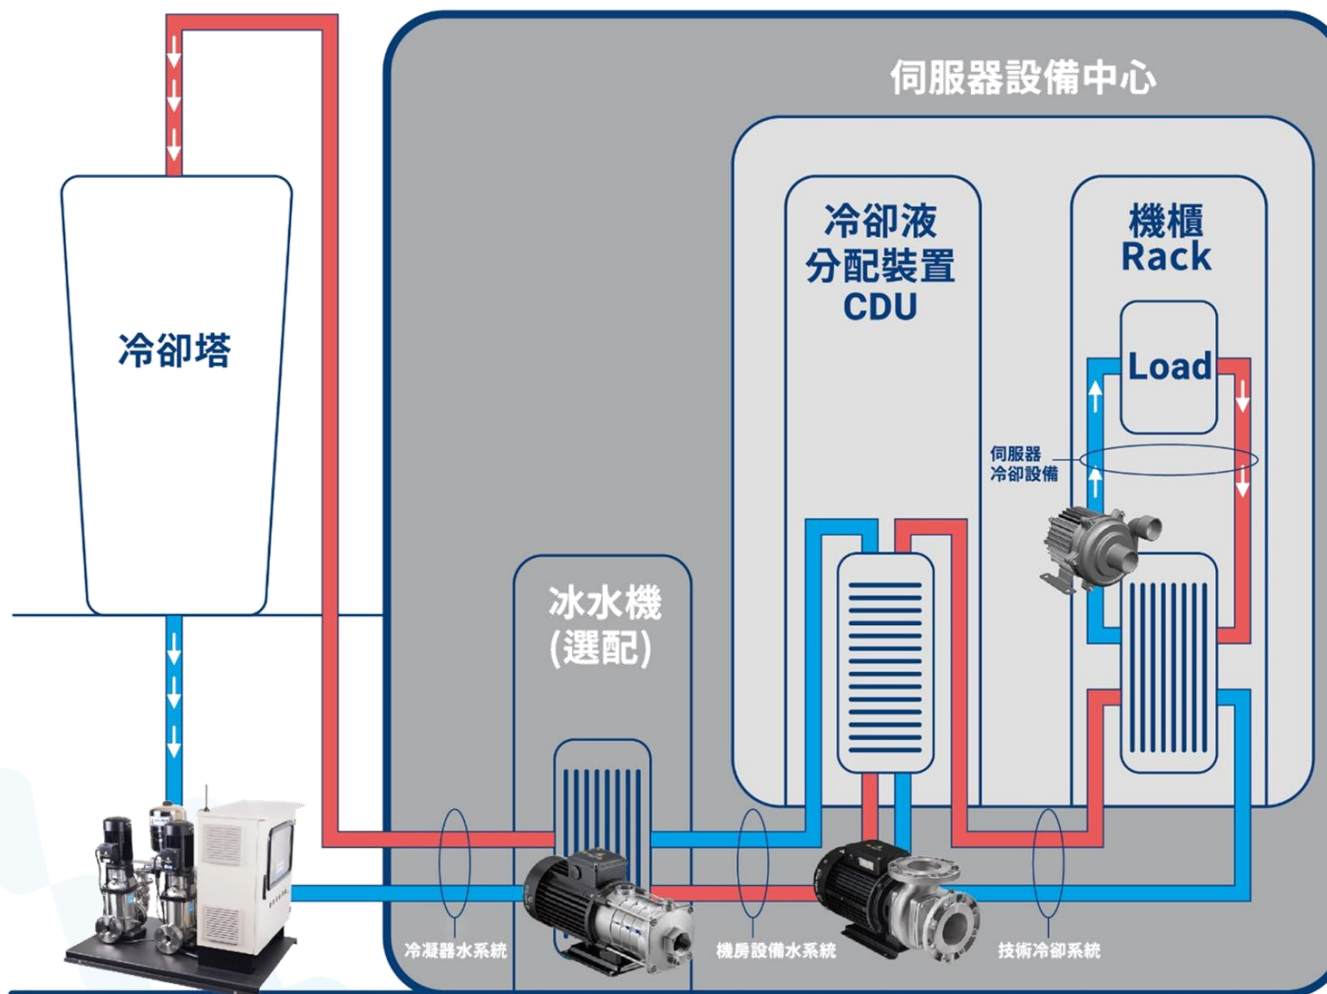 伺服器設備中心
冷卻液
分配裝置
CDU
機櫃
Rack
冷卻塔
Load
伺服器
冷卻設備
冰水機
(選配)
冷凝器水系統
機房設備水系統
技術冷卻系統